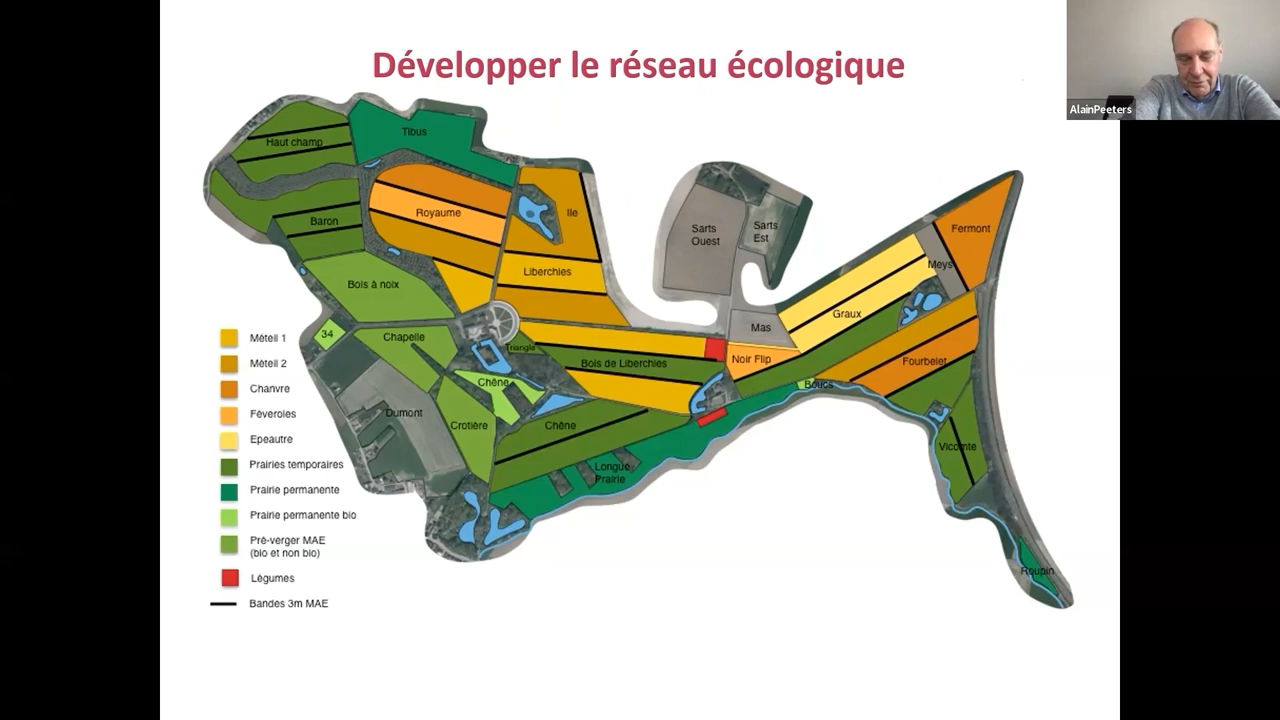 Développer le réseau écologique
AlainPeeters
Tibus
Haut champ
Royaume
Ile
Baron
Sarts
Ouest
Sarts
Est
Fermont
Meys
Liberchies
Bois à noix
Graux
Mas
34
Chapelle
Triangle
Bois de Liberchies
Noir Flip
Fourbelet
Chêne
Boucs
Dumont
Crotière
Chêne
Vicomte
Longue
Prairie
Roupin
Méteil 1
Méteil 2
Chanvre
Fèveroles
Epeautre
Prairies temporaires
Prairie permanente
Prairie permanente bio
Pré-verger MAE
(bio et non bio)
Légumes
Bandes 3m MAE